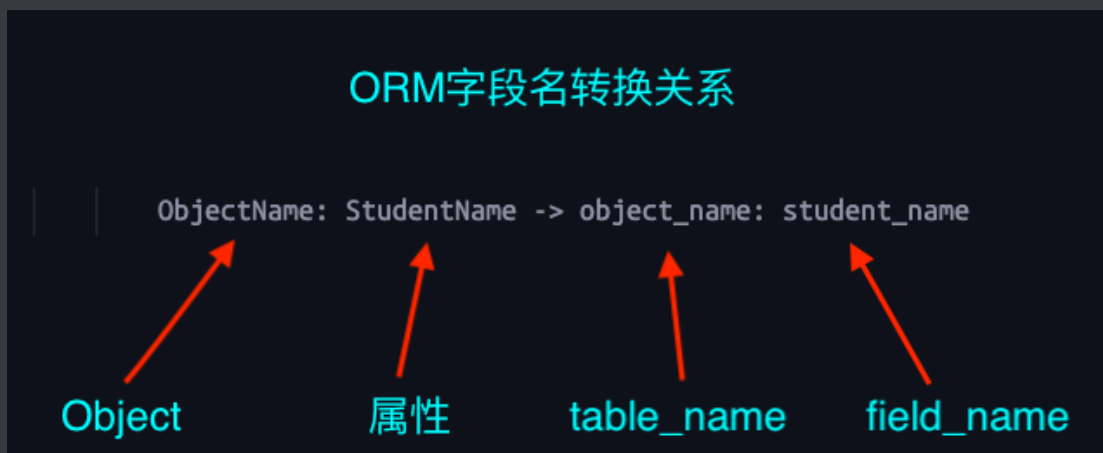 ORM字段名转换关系
ObjectName: StudentName -> object_name: student_name
Object 属性 table_name field_name